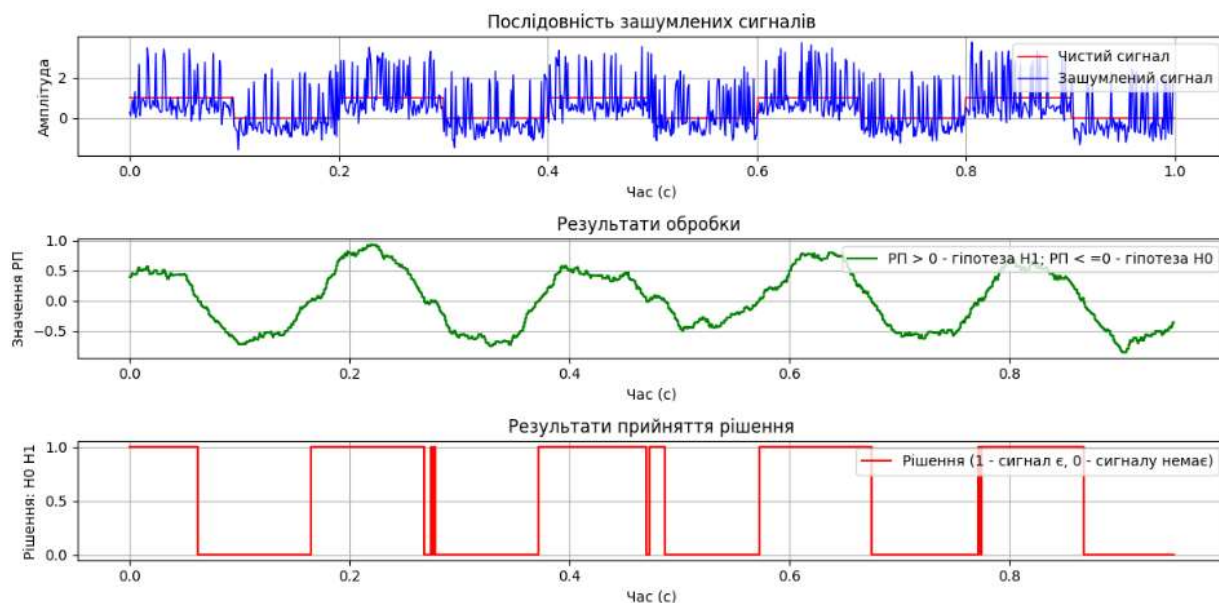 Послідовність зашумлених сигналів
Амплітуда
2
0
Чистий сигнал
Зашумлений сигнал
0.0 0.2 0.4 0.6 0.8 1.0
Час (с)
Результати обробки
Значення РП
1.0
0.5
0.0
−0.5
РП > 0 - гіпотеза H1; РП < =0 - гіпотеза H0
0.0 0.2 0.4 0.6 0.8
Час (с)
Результати прийняття рішення
Рішення: H0 H1
1.0
0.5
0.0
Рішення (1 - сигнал є, 0 - сигналу немає)
0.0 0.2 0.4 0.6 0.8
Час (с)